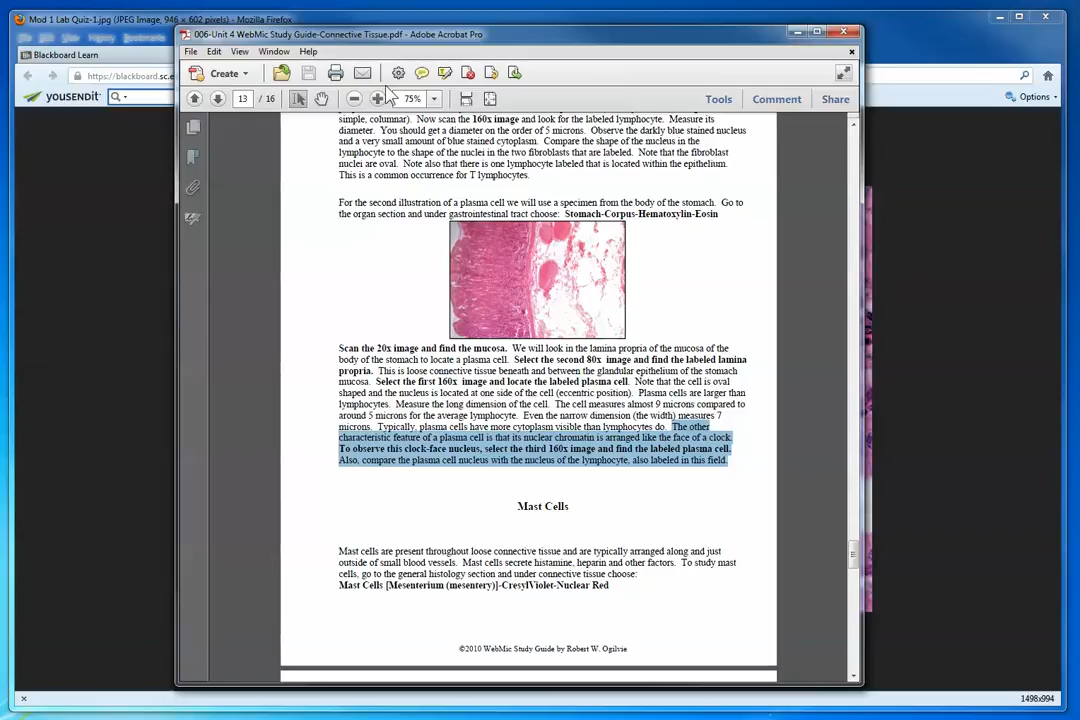 Mod 1 Lab Quiz-1.jpg (JPEG Image, 946 × 602 pixels) - Mozilla Firefox
File Edit View History Bookmarks
Blackboard Learn
https://blackboard.sc.e
YOUSENDIT
Options
006-Unit 4 WebMic Study Guide-Connective Tissue.pdf - Adobe Acrobat Pro
File Edit View Window Help
Create
13 / 16 75% Tools Comment Share
simple, columnar). Now scan the 160x image and look for the labeled lymphocyte. Measure its
diameter. You should get a diameter on the order of 5 microns. Observe the darkly blue stained nucleus
and a very small amount of blue stained cytoplasm. Compare the shape of the nucleus in the
lymphocyte to the shape of the nuclei in the two fibroblasts that are labeled. Note that the fibroblast
nuclei are oval. Note also that there is one lymphocyte labeled that is located within the epithelium.
This is a common occurrence for T lymphocytes.
For the second illustration of a plasma cell we will use a specimen from the body of the stomach. Go to
the organ section and under gastrointestinal tract choose: Stomach-Corpus-Hematoxylin-Eosin
Scan the 20x image and find the mucosa. We will look in the lamina propria of the mucosa of the
body of the stomach to locate a plasma cell. Select the second 80x image and find the labeled lamina
propria. This is loose connective tissue beneath and between the glandular epithelium of the stomach
mucosa. Select the first 160x image and locate the labeled plasma cell. Note that the cell is oval
shaped and the nucleus is located at one side of the cell (eccentric position). Plasma cells are larger than
lymphocytes. Measure the long dimension of the cell. The cell measures almost 9 microns compared to
around 5 microns for the average lymphocyte. Even the narrow dimension (the width) measures 7
microns. Typically, plasma cells have more cytoplasm visible than lymphocytes do. The other
characteristic feature of a plasma cell is that its nuclear chromatin is arranged like the face of a clock.
To observe this clock-face nucleus, select the third 160x image and find the labeled plasma cell.
Also, compare the plasma cell nucleus with the nucleus of the lymphocyte, also labeled in this field.
Mast Cells
Mast cells are present throughout loose connective tissue and are typically arranged along and just
outside of small blood vessels. Mast cells secrete histamine, heparin and other factors. To study mast
cells, go to the general histology section and under connective tissue choose:
Mast Cells [Mesenterium (mesentery)]-CresylViolet-Nuclear Red
©2010 WebMic Study Guide by Robert W. Ogilvie
1498x994